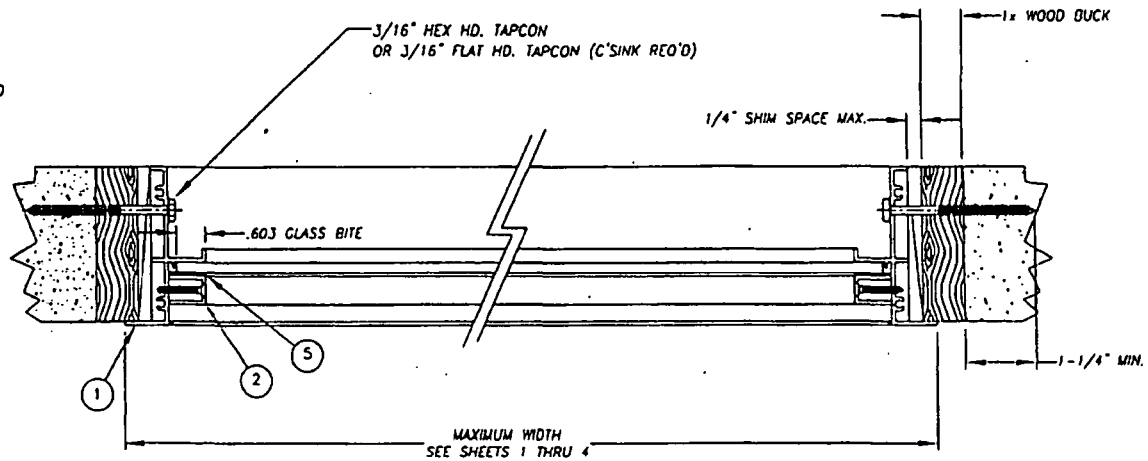 3/16" HEX HD. TAPCON
OR 3/16" FLAT HD. TAPCON (C'SINK REQ'D)
1x WOOD BUCK
1/4" SHIM SPACE MAX.
.603 GLASS BITE
1
2
5
1-1/4" MIN.
MAXIMUM WIDTH
SEE SHEETS 1 THRU 4